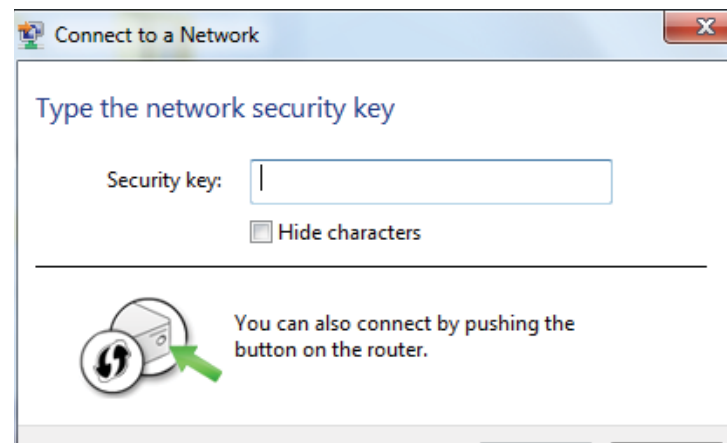 Connect to a Network
Type the network security key
Security key:
Hide characters
You can also connect by pushing the
button on the router.